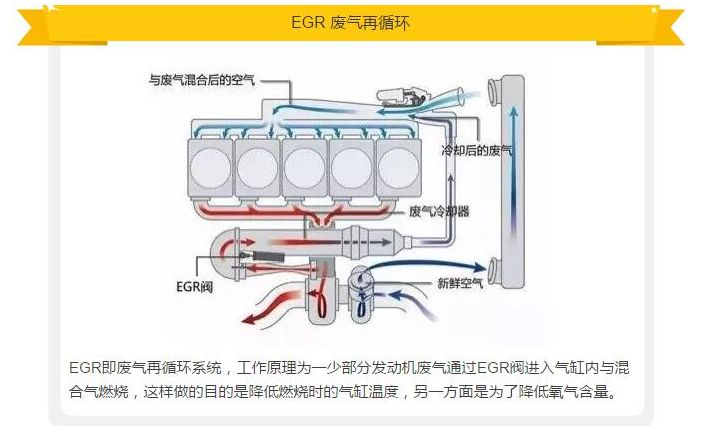 EGR 废气再循环
与废气混合后的空气
冷却后的废气
废气冷却器
EGR阀
新鲜空气
EGR即废气再循环系统，工作原理为一少部分发动机废气通过EGR阀进入气缸内与混
合气燃烧，这样做的目的是降低燃烧时的气缸温度，另一方面是为了降低氧气含量。